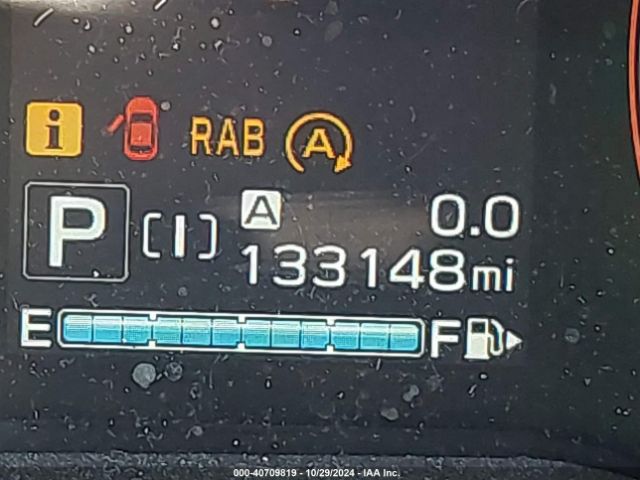 i RAB A
P [I] A 0.0
133148mi
E F
000-40709819 - 10/29/2024 - IAA Inc.